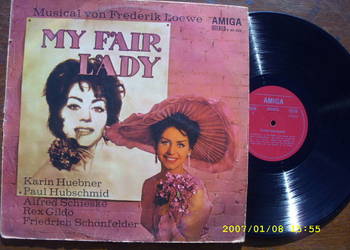 Musical von Frederik Loewe
AMIGA
STEREO
MY FAIR
LADY
Karin Huebner
Paul Hubschmid
Alfred Schieske
Rex Gildo
Friedrich Schönfelder
AMIGA
2007/01/08